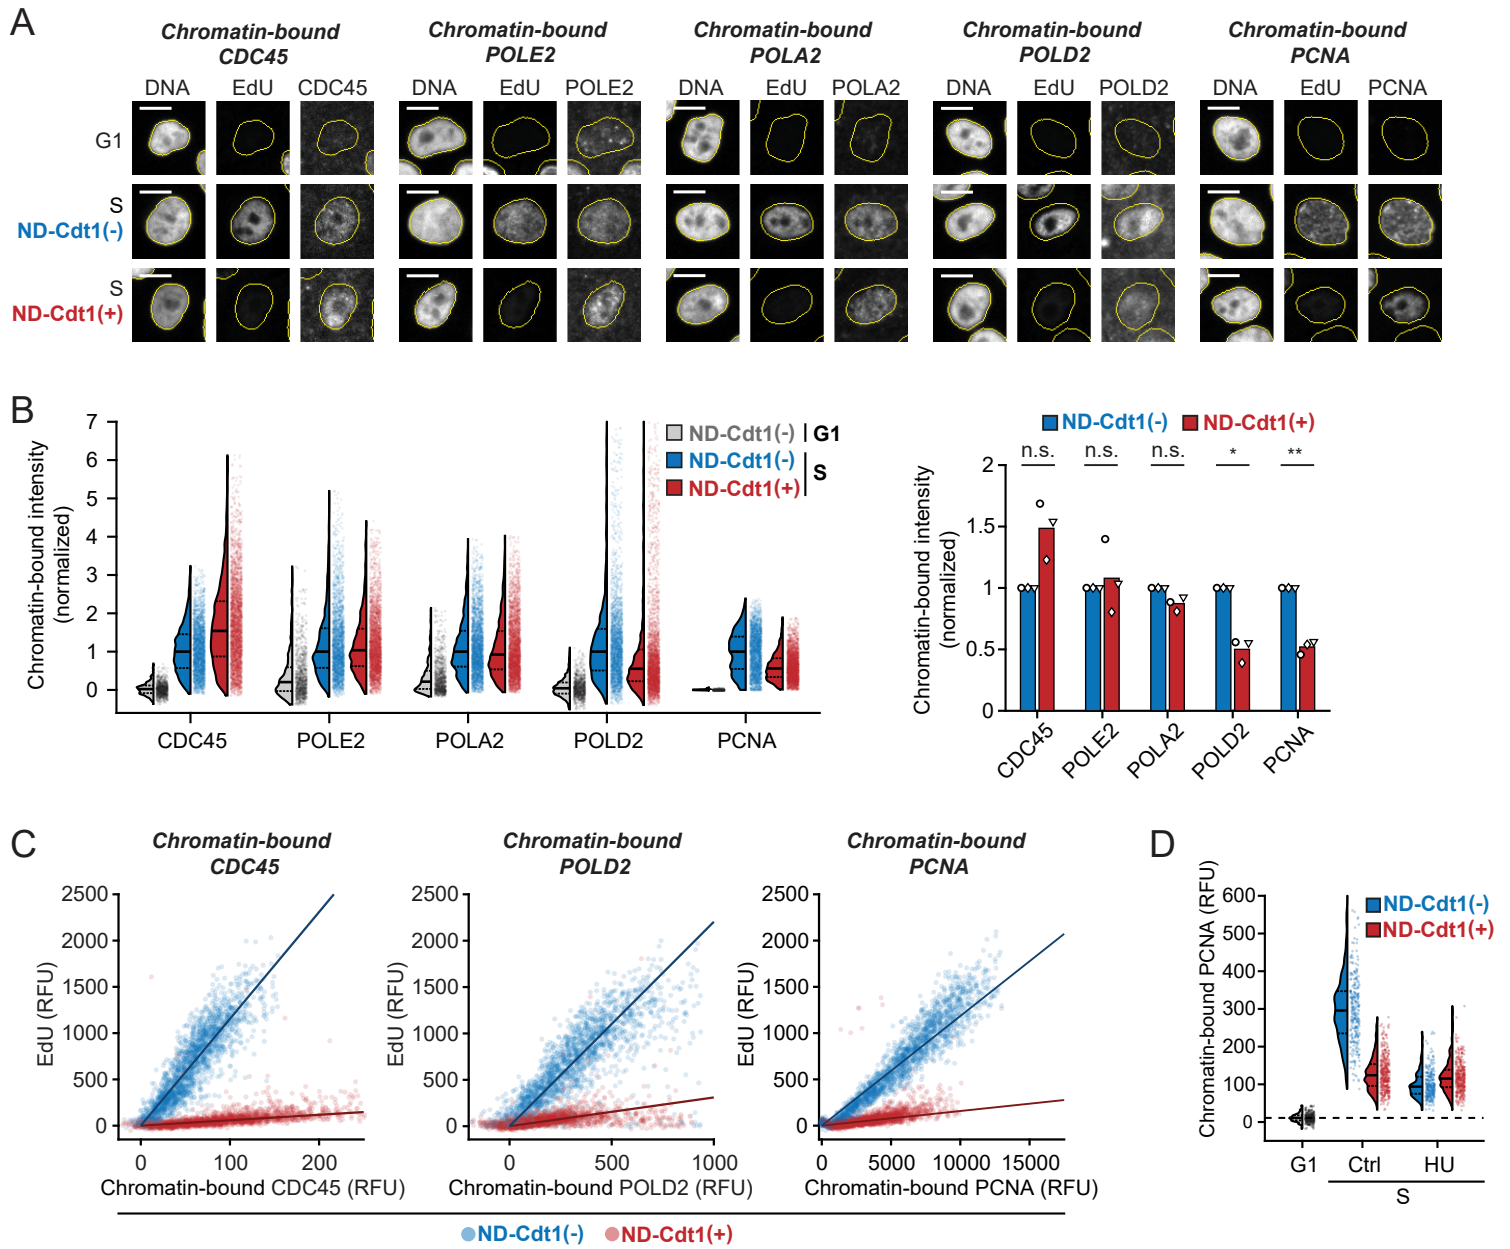 A
Chromatin-bound
CDC45
Chromatin-bound
POLE2
Chromatin-bound
POLA2
Chromatin-bound
POLD2
Chromatin-bound
PCNA
DNA EdU CDC45
DNA EdU POLE2
DNA EdU POLA2
DNA EdU POLD2
DNA EdU PCNA
G1
S
ND-Cdt1(-)
S
ND-Cdt1(+)
B
Chromatin-bound intensity
(normalized)
7
6
5
4
3
2
1
0
ND-Cdt1(-) G1
ND-Cdt1(-)
ND-Cdt1(+)
S
CDC45 POLE2 POLA2 POLD2 PCNA
ND-Cdt1(-) ND-Cdt1(+)
Chromatin-bound intensity
(normalized)
2
1.5
1
0.5
0
n.s. n.s. n.s. * **
CDC45 POLE2 POLA2 POLD2 PCNA
C
Chromatin-bound
CDC45
EdU (RFU)
2500
2000
1500
1000
500
0
0 100 200
Chromatin-bound CDC45 (RFU)
Chromatin-bound
POLD2
EdU (RFU)
2500
2000
1500
1000
500
0
0 500 1000
Chromatin-bound POLD2 (RFU)
Chromatin-bound
PCNA
EdU (RFU)
2500
2000
1500
1000
500
0
0 5000 10000 15000
Chromatin-bound PCNA (RFU)
ND-Cdt1(-) ND-Cdt1(+)
D
Chromatin-bound PCNA (RFU)
600
500
400
300
200
100
0
ND-Cdt1(-)
ND-Cdt1(+)
G1 Ctrl HU
S